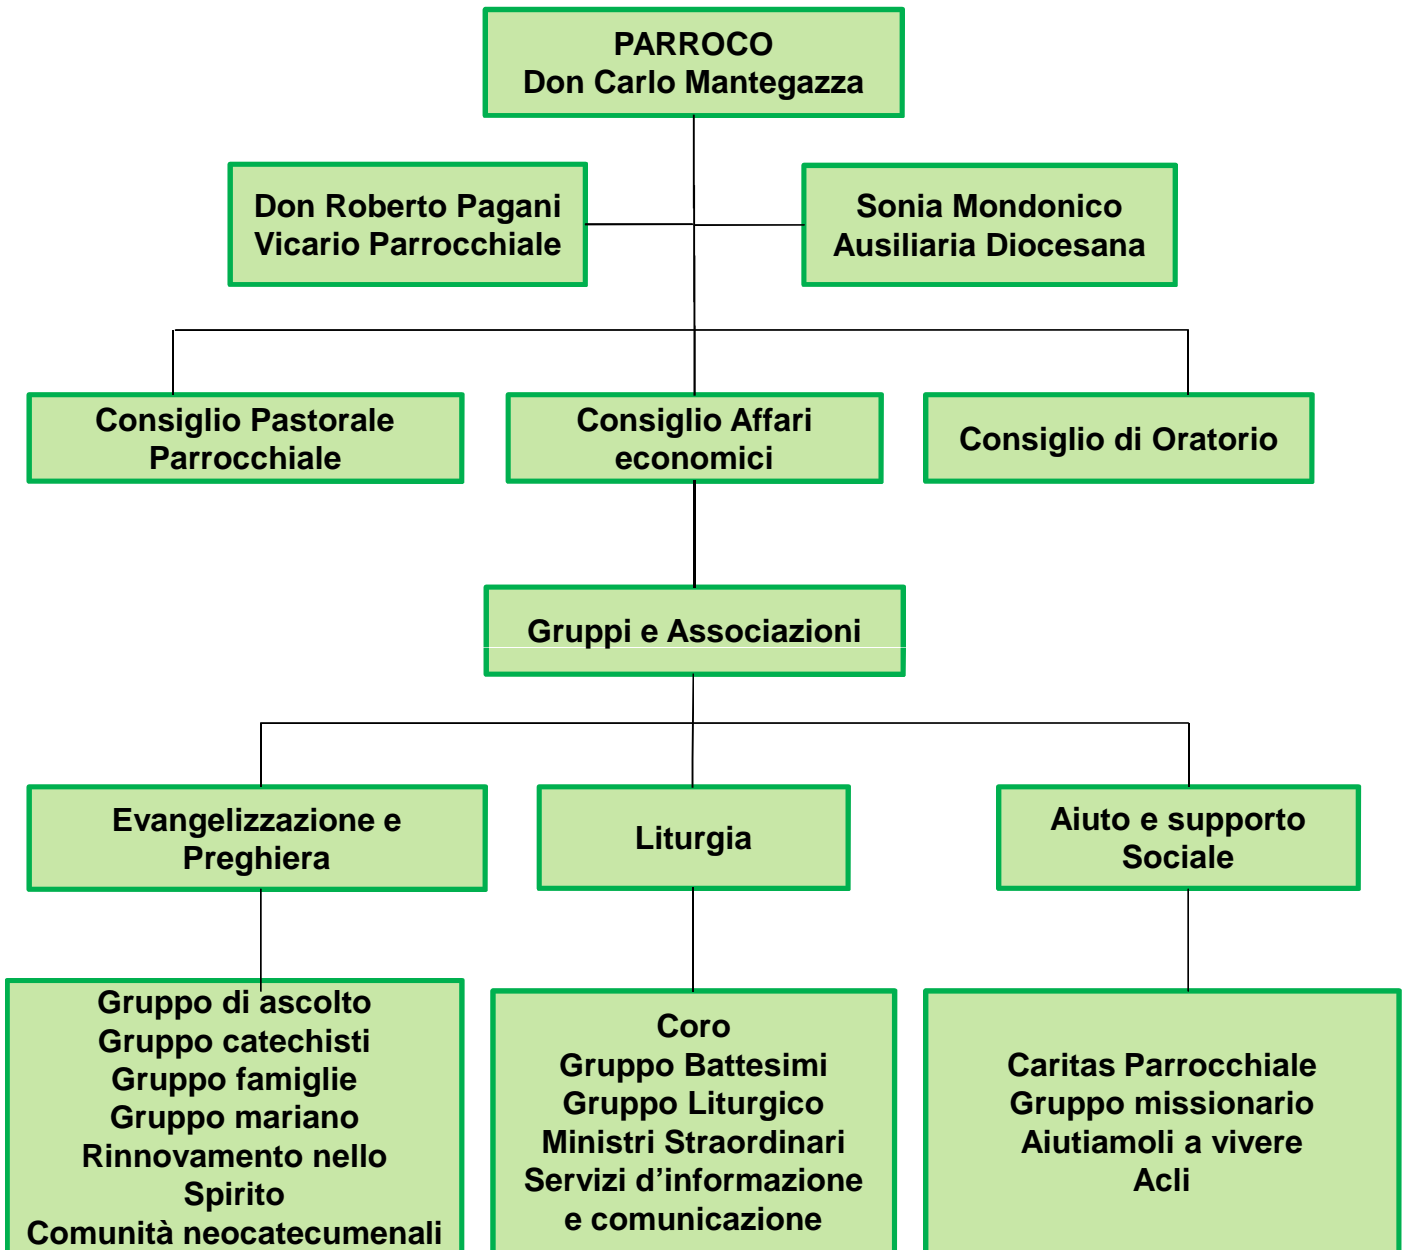 PARROCO
Don Carlo Mantegazza
Don Roberto Pagani
Vicario Parrocchiale
Sonia Mondonico
Ausiliaria Diocesana
Consiglio Pastorale
Parrocchiale
Consiglio Affari
economici
Consiglio di Oratorio
Gruppi e Associazioni
Evangelizzazione e
Preghiera
Liturgia
Aiuto e supporto
Sociale
Gruppo di ascolto
Gruppo catechisti
Gruppo famiglie
Gruppo mariano
Rinnovamento nello
Spirito
Comunità neocatecumenali
Coro
Gruppo Battesimi
Gruppo Liturgico
Ministri Straordinari
Servizi d’informazione
e comunicazione
Caritas Parrocchiale
Gruppo missionario
Aiutiamoli a vivere
Acli